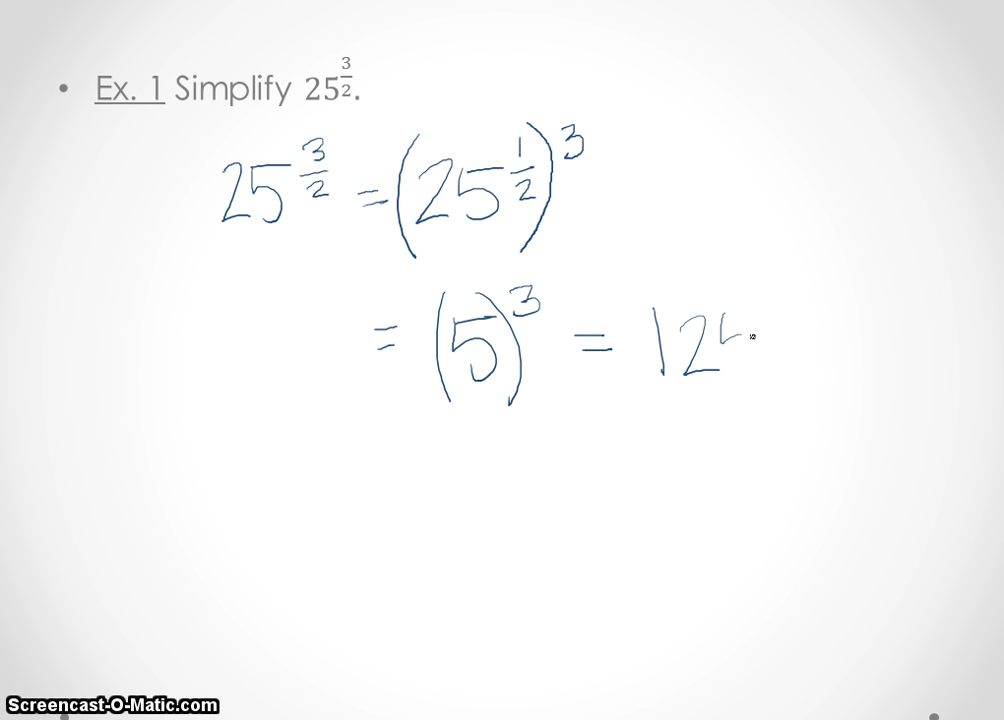 • Ex. 1 Simplify 25^(3/2).
25^(3/2) = (25^(1/2))^3
= (5)^3 = 12
Screencast-O-Matic.com